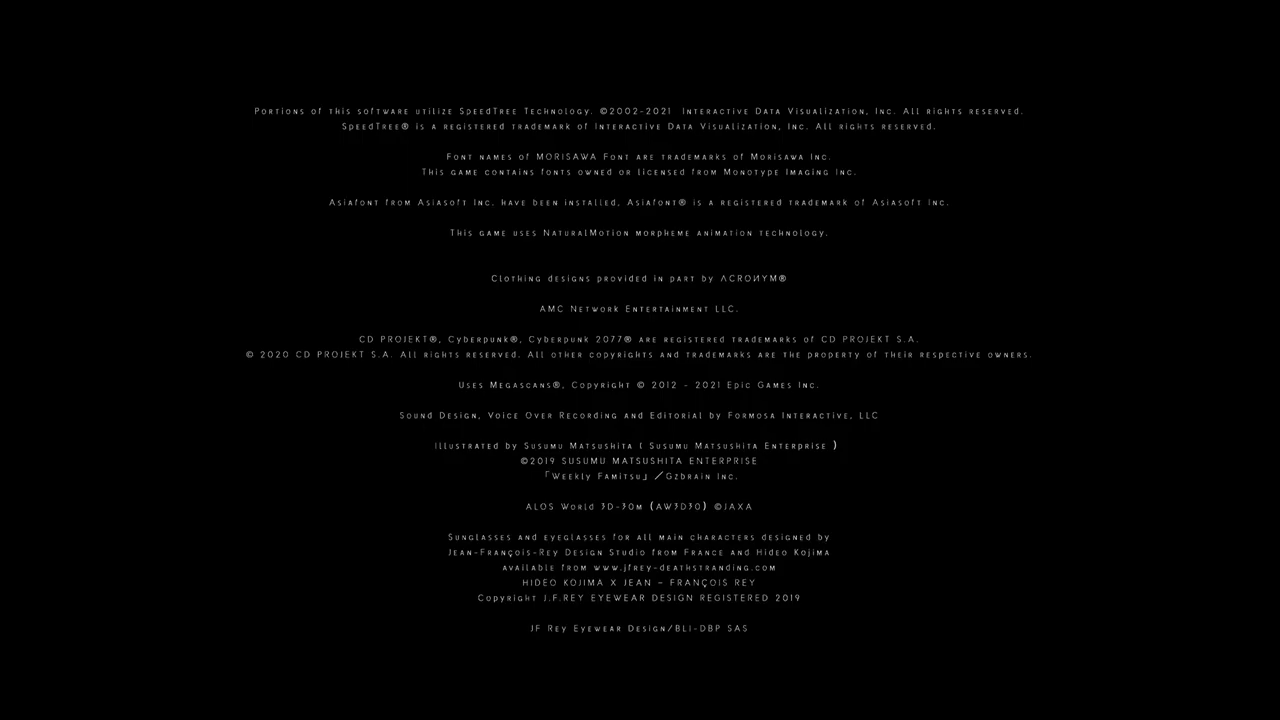 Portions of this software utilize SpeedTree Technology. ©2002-2021 Interactive Data Visualization, Inc. All rights reserved.
SpeedTree® is a registered trademark of Interactive Data Visualization, Inc. All rights reserved.
Font names of MORISAWA Font are trademarks of Morisawa Inc.
This game contains fonts owned or licensed from Monotype Imaging Inc.
Asiafont from Asiasoft Inc. have been installed, Asiafont® is a registered trademark of Asiasoft Inc.
This game uses NaturalMotion morpheme animation technology.
Clothing designs provided in part by ΛCROИYM®
AMC Network Entertainment LLC.
CD PROJEKT®, Cyberpunk®, Cyberpunk 2077® are registered trademarks of CD PROJEKT S.A.
© 2020 CD PROJEKT S.A. All rights reserved. All other copyrights and trademarks are the property of their respective owners.
Uses Megascans®, Copyright © 2012 - 2021 Epic Games Inc.
Sound Design, Voice Over Recording and Editorial by Formosa Interactive, LLC
Illustrated by Susumu Matsushita ( Susumu Matsushita Enterprise )
©2019 SUSUMU MATSUSHITA ENTERPRISE
「Weekly Famitsu」／Gzbrain Inc.
ALOS World 3D-30m (AW3D30) ©JAXA
Sunglasses and eyeglasses for all main characters designed by
Jean-François-Rey Design Studio from France and Hideo Kojima
available from www.jfrey-deathstranding.com
HIDEO KOJIMA X JEAN – FRANÇOIS REY
Copyright J.F.REY EYEWEAR DESIGN REGISTERED 2019
JF Rey Eyewear Design/BLI-DBP SAS